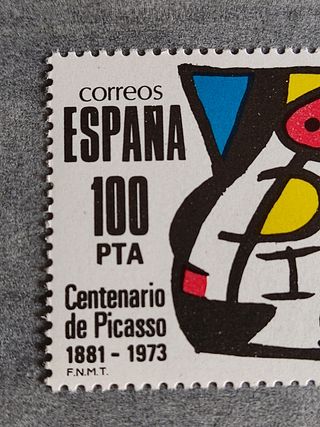 correos
ESPAÑA
100
PTA
Centenario
de Picasso
1881 - 1973
F.N.M.T.